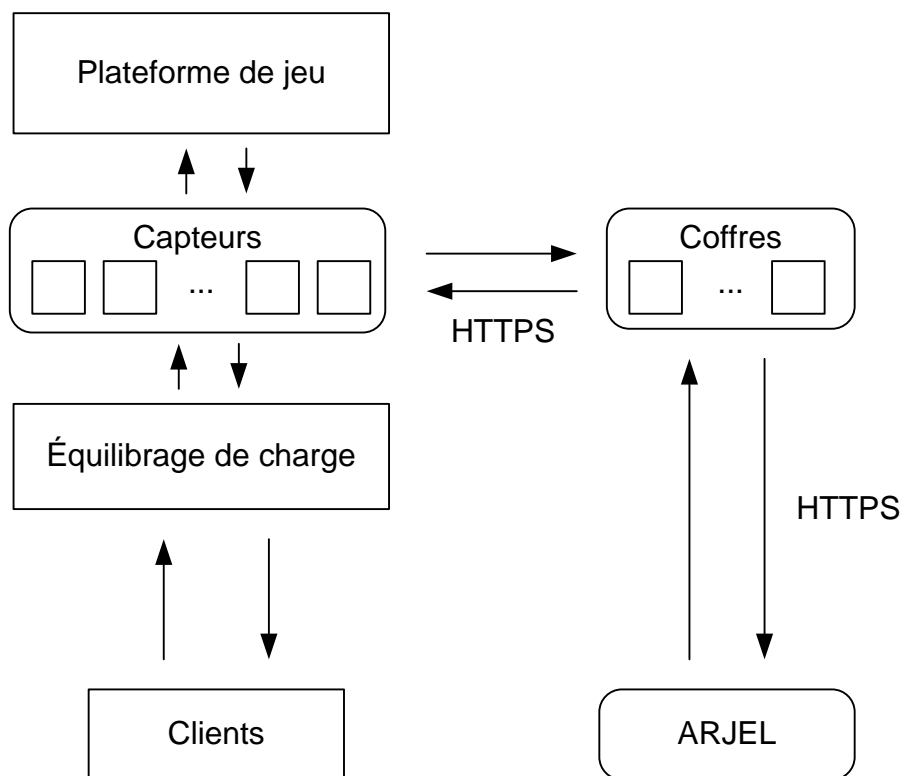 Plateforme de jeu
Capteurs
...
Coffres
...
HTTPS
Équilibrage de charge
HTTPS
Clients
ARJEL